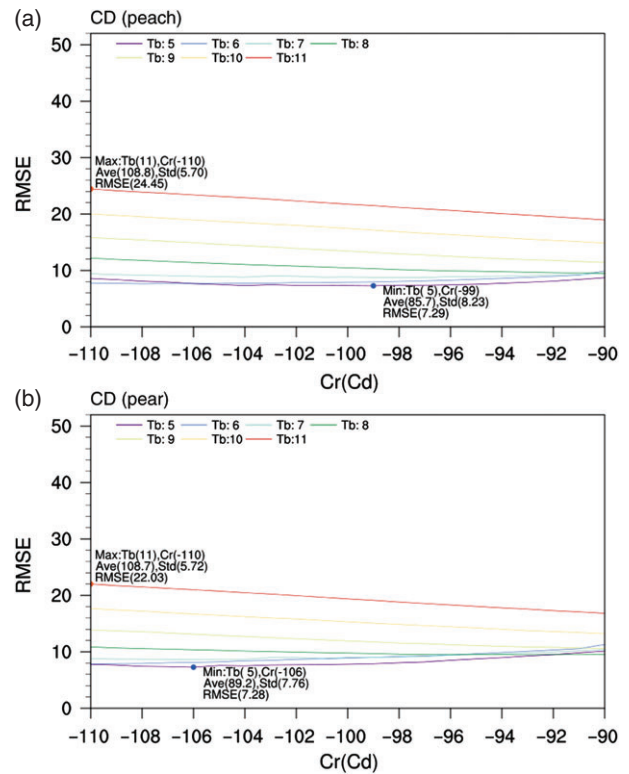 (a) CD (peach)
Tb: 5 Tb: 6 Tb: 7 Tb: 8
Tb: 9 Tb:10 Tb:11
50
40
30
20
10
0
RMSE
Max:Tb(11),Cr(-110)
Ave(108.8),Std(5.70)
RMSE(24.45)
Min:Tb( 5),Cr(-99)
Ave(85.7),Std(8.23)
RMSE(7.29)
-110 -108 -106 -104 -102 -100 -98 -96 -94 -92 -90
Cr(Cd)
(b) CD (pear)
Tb: 5 Tb: 6 Tb: 7 Tb: 8
Tb: 9 Tb:10 Tb:11
50
40
30
20
10
0
RMSE
Max:Tb(11),Cr(-110)
Ave(108.7),Std(5.72)
RMSE(22.03)
Min:Tb( 5),Cr(-106)
Ave(89.2),Std(7.76)
RMSE(7.28)
-110 -108 -106 -104 -102 -100 -98 -96 -94 -92 -90
Cr(Cd)